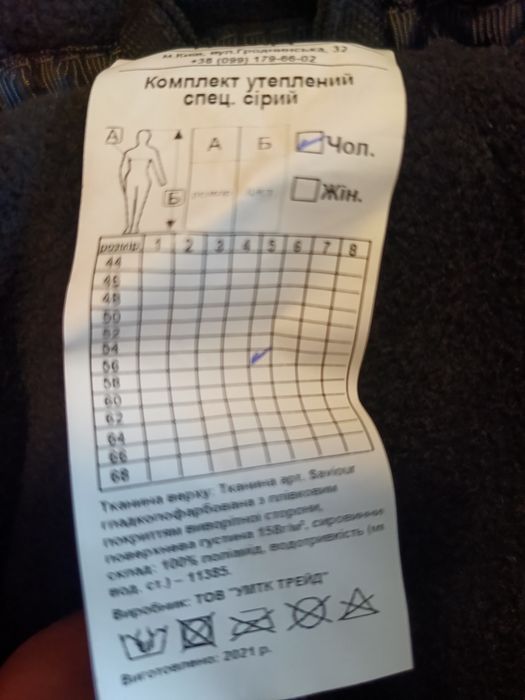 м.Київ, вул.Гродненська, 32
+38 (099) 179-66-02
Комплект утеплений
спец. сірий
А
А Б Чол.
Б Жін.
розмір 1 2 3 4 5 6 7 8
44
46
48
50
52
54
56
58
60
62
64
66
68
Тканина верху: Тканина арт. Saviour
гладкопофарбована з плівковим
покриттям виворітної сторони,
поверхнева густина 158г/м², сировинний
склад: 100% поліамід, водотривкість (мм
вод. ст.) – 11385.
Виробник: ТОВ "УМТК ТРЕЙД"
Виготовлено: 2021 р.